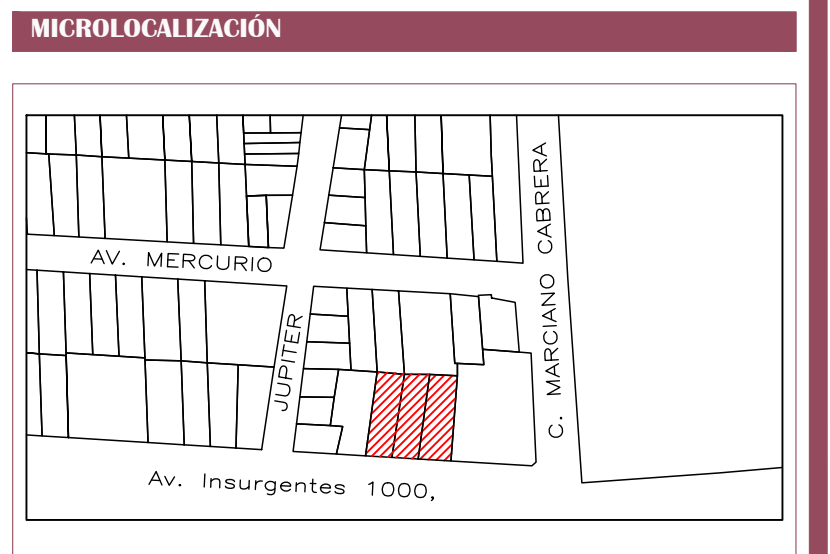 MICROLOCALIZACIÓN
AV. MERCURIO
JUPITER
C. MARCIANO CABRERA
Av. Insurgentes 1000,